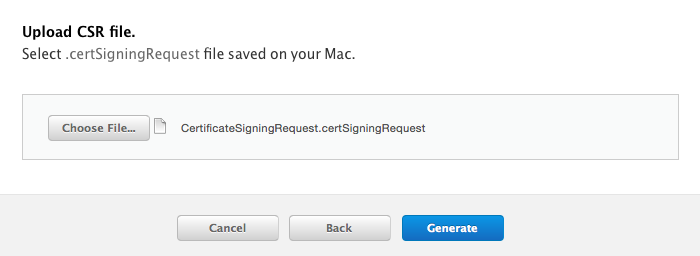 Upload CSR file.
Select .certSigningRequest file saved on your Mac.
Choose File... CertificateSigningRequest.certSigningRequest
Cancel Back Generate